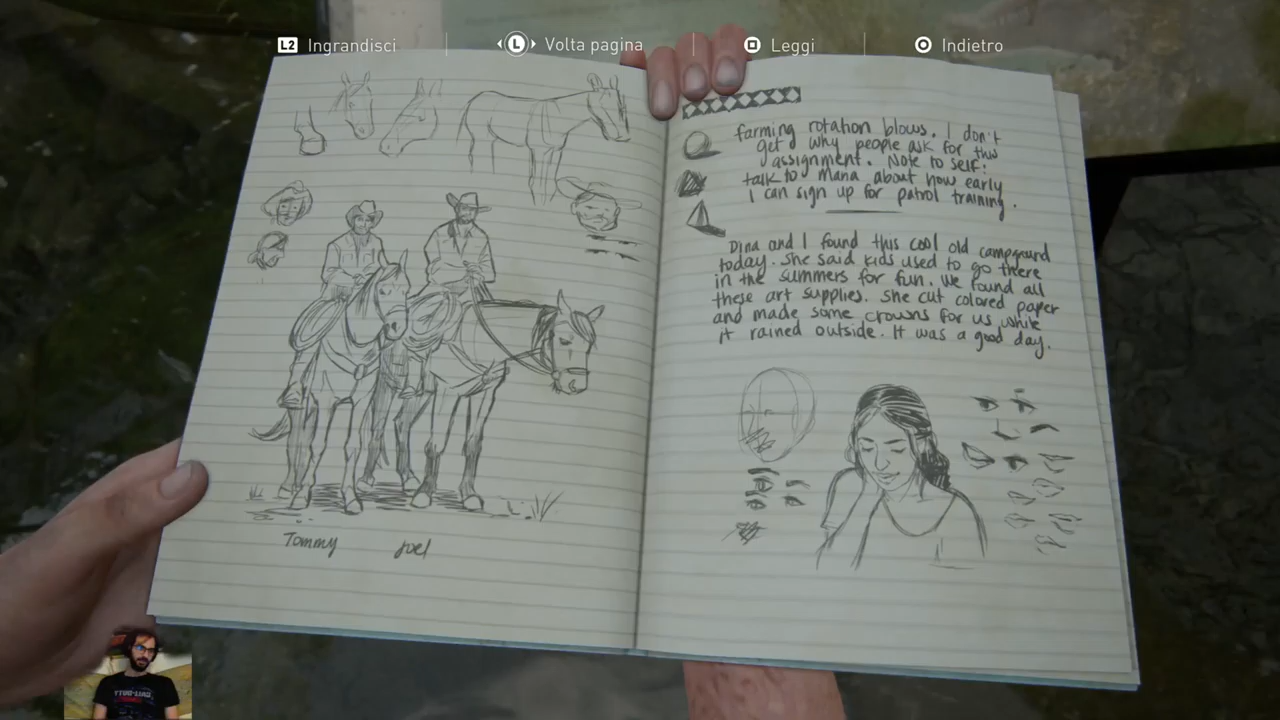 L2 Ingrandisci
L Volta pagina
Leggi
Indietro
Tommy Joel
farming rotation blows. I don't
get why people ask for this
assignment. Note to self:
talk to maria about how early
I can sign up for patrol training.
Dina and I found this cool old campground
today. She said kids used to go there
in the summers for fun. We found all
these art supplies. She cut colored paper
and made some crowns for us while
it rained outside. It was a good day.